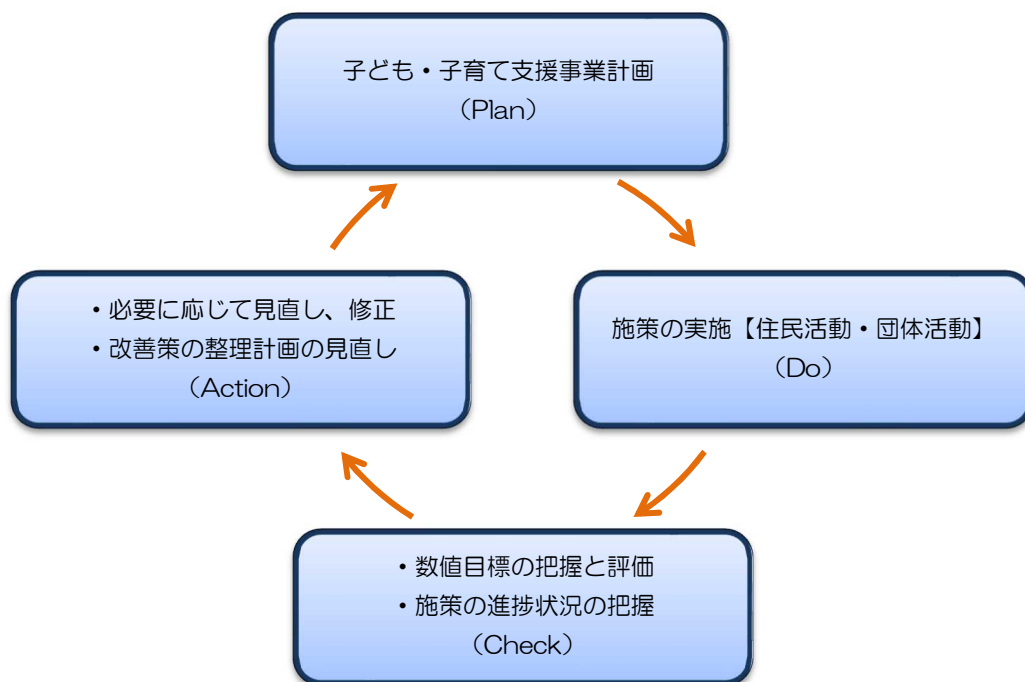 子ども・子育て支援事業計画
（Plan）
施策の実施【住民活動・団体活動】
（Do）
・数値目標の把握と評価
・施策の進捗状況の把握
（Check）
・必要に応じて見直し、修正
・改善策の整理計画の見直し
（Action）